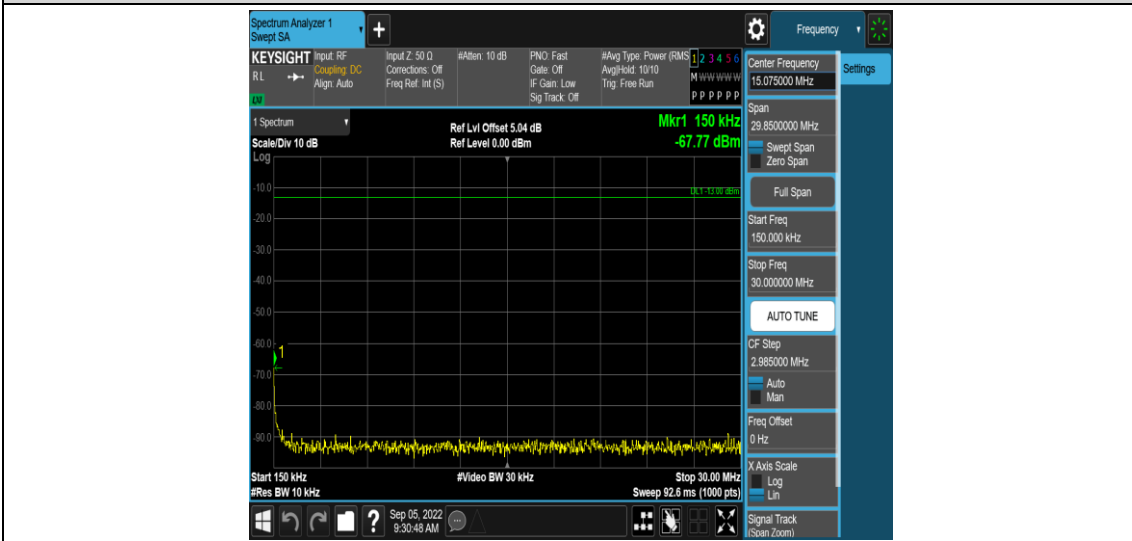 Spectrum Analyzer 1
Swept SA
+
Frequency
KEYSIGHT
R L
LXI
Input: RF
Coupling: DC
Align: Auto
Input Z: 50 Ω
Corrections: Off
Freq Ref: Int (S)
#Atten: 10 dB
PNO: Fast
Gate: Off
IF Gain: Low
Sig Track: Off
#Avg Type: Power (RMS
Avg|Hold: 10/10
Trig: Free Run
1 2 3 4 5 6
M W W W W W
P P P P P P
Center Frequency
15.075000 MHz
Settings
Span
29.8500000 MHz
Swept Span
Zero Span
Full Span
Start Freq
150.000 kHz
Stop Freq
30.000000 MHz
AUTO TUNE
CF Step
2.985000 MHz
Auto
Man
Freq Offset
0 Hz
X Axis Scale
Log
Lin
Signal Track
(Span Zoom)
1 Spectrum
Scale/Div 10 dB
Log
Ref Lvl Offset 5.04 dB
Ref Level 0.00 dBm
Mkr1 150 kHz
-67.77 dBm
DL1 -13.00 dBm
-10.0
-20.0
-30.0
-40.0
-50.0
-60.0
1
-70.0
-80.0
-90.0
Start 150 kHz
#Video BW 30 kHz
Stop 30.00 MHz
#Res BW 10 kHz
Sweep 92.6 ms (1000 pts)
?
Sep 05, 2022
9:30:48 AM